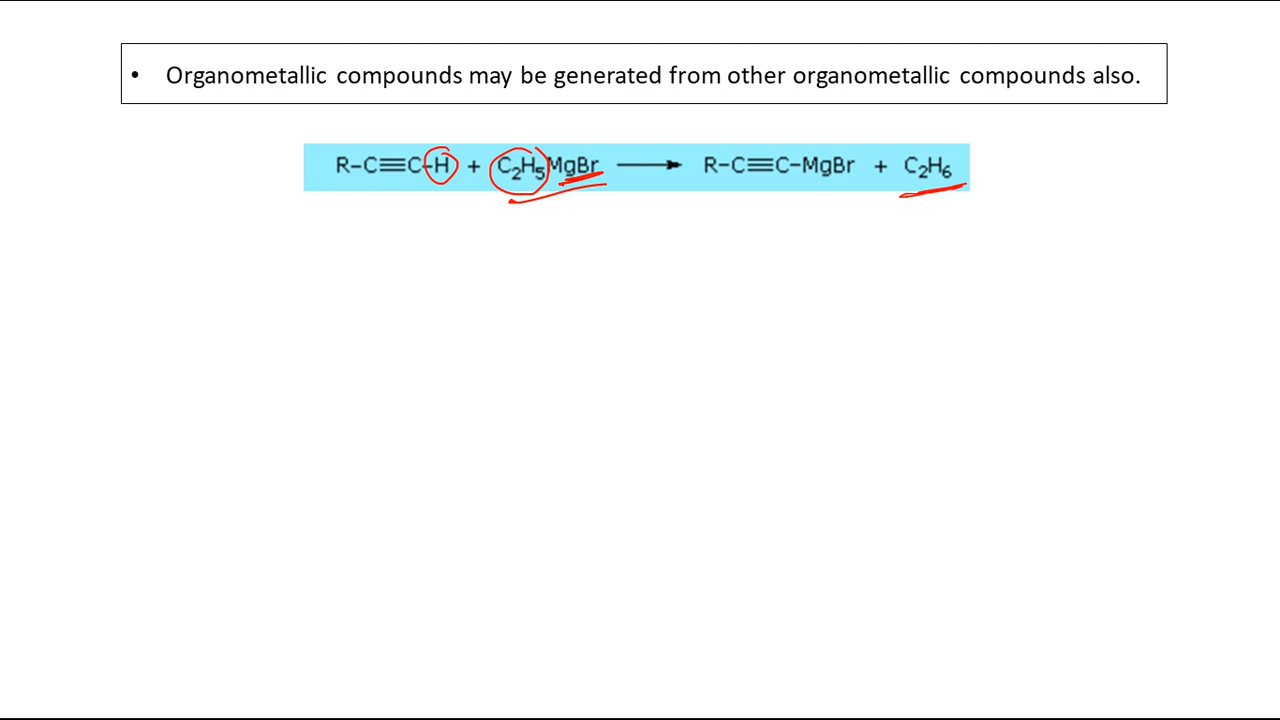 • Organometallic compounds may be generated from other organometallic compounds also.
R–C≡C–H + C₂H₅MgBr ⟶ R–C≡C–MgBr + C₂H₆